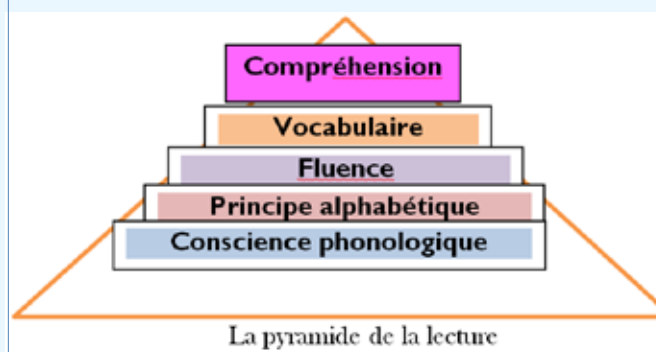 Compréhension
Vocabulaire
Fluence
Principe alphabétique
Conscience phonologique
La pyramide de la lecture